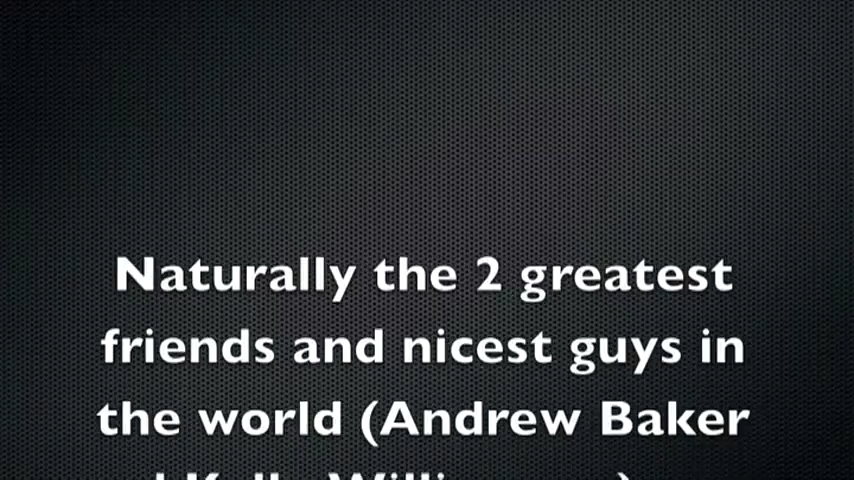 Naturally the 2 greatest
friends and nicest guys in
the world (Andrew Baker